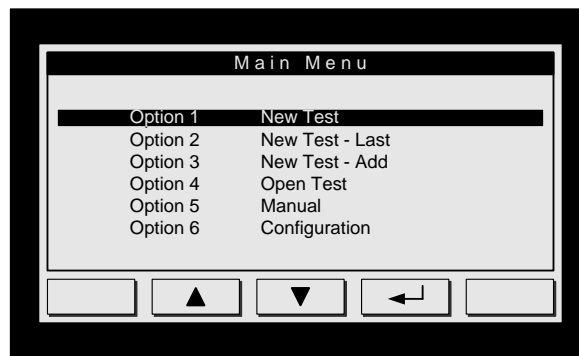 Main Menu
Option 1 New Test
Option 2 New Test - Last
Option 3 New Test - Add
Option 4 Open Test
Option 5 Manual
Option 6 Configuration